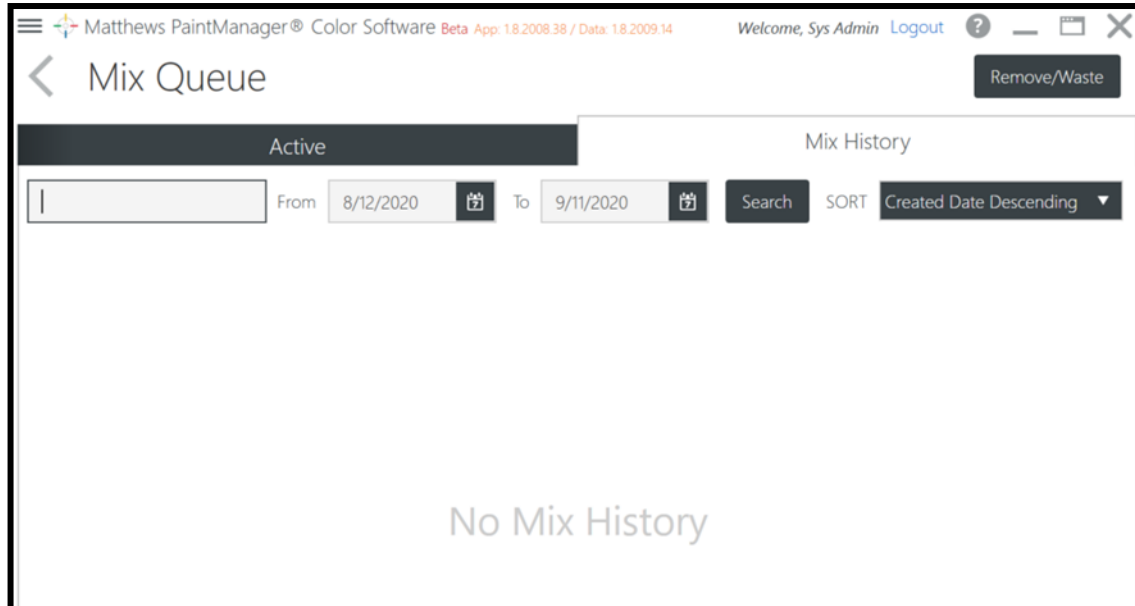 Matthews PaintManager® Color Software Beta App: 1.8.2008.38 / Data: 1.8.2009.14 Welcome, Sys Admin Logout ?
Mix Queue Remove/Waste
Active Mix History
From 8/12/2020 7 To 9/11/2020 7 Search SORT Created Date Descending
No Mix History